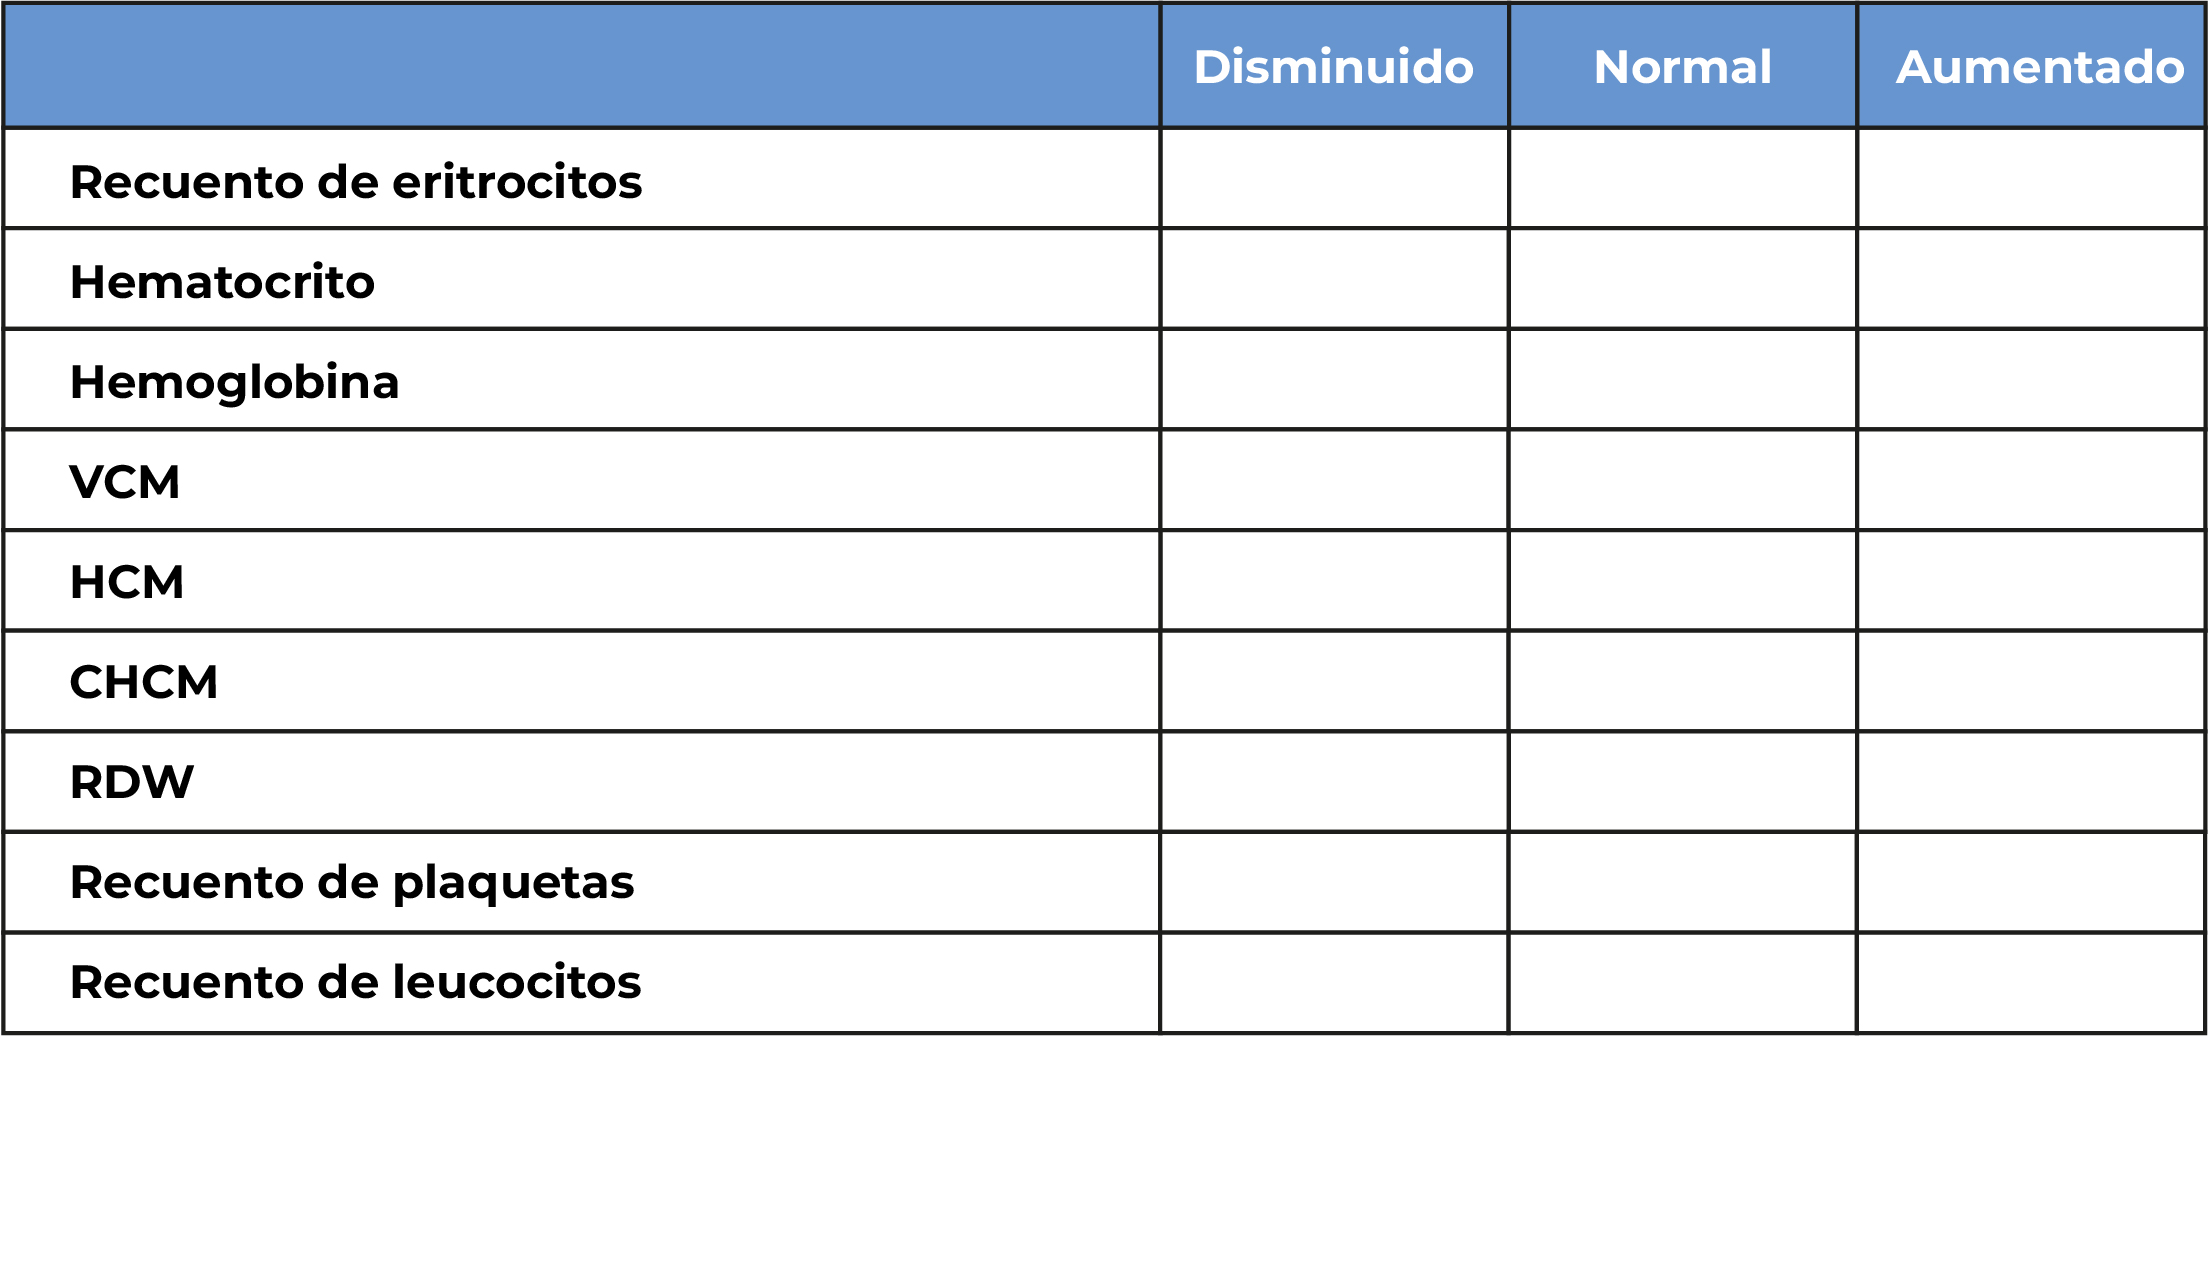 Disminuido Normal Aumentado
Recuento de eritrocitos
Hematocrito
Hemoglobina
VCM
HCM
CHCM
RDW
Recuento de plaquetas
Recuento de leucocitos